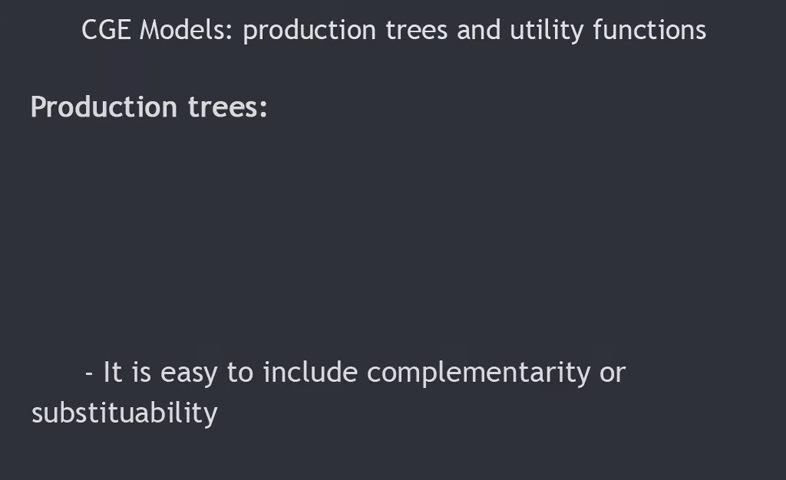 CGE Models: production trees and utility functions
Production trees:
- It is easy to include complementarity or
substituability